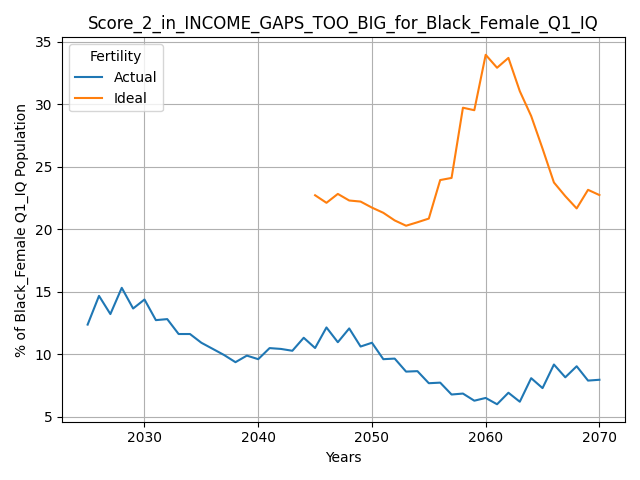 Score_2_in_INCOME_GAPS_TOO_BIG_for_Black_Female_Q1_IQ
% of Black_Female Q1_IQ Population
35
30
25
20
15
10
5
Fertility
Actual
Ideal
2030
2040
2050
2060
2070
Years